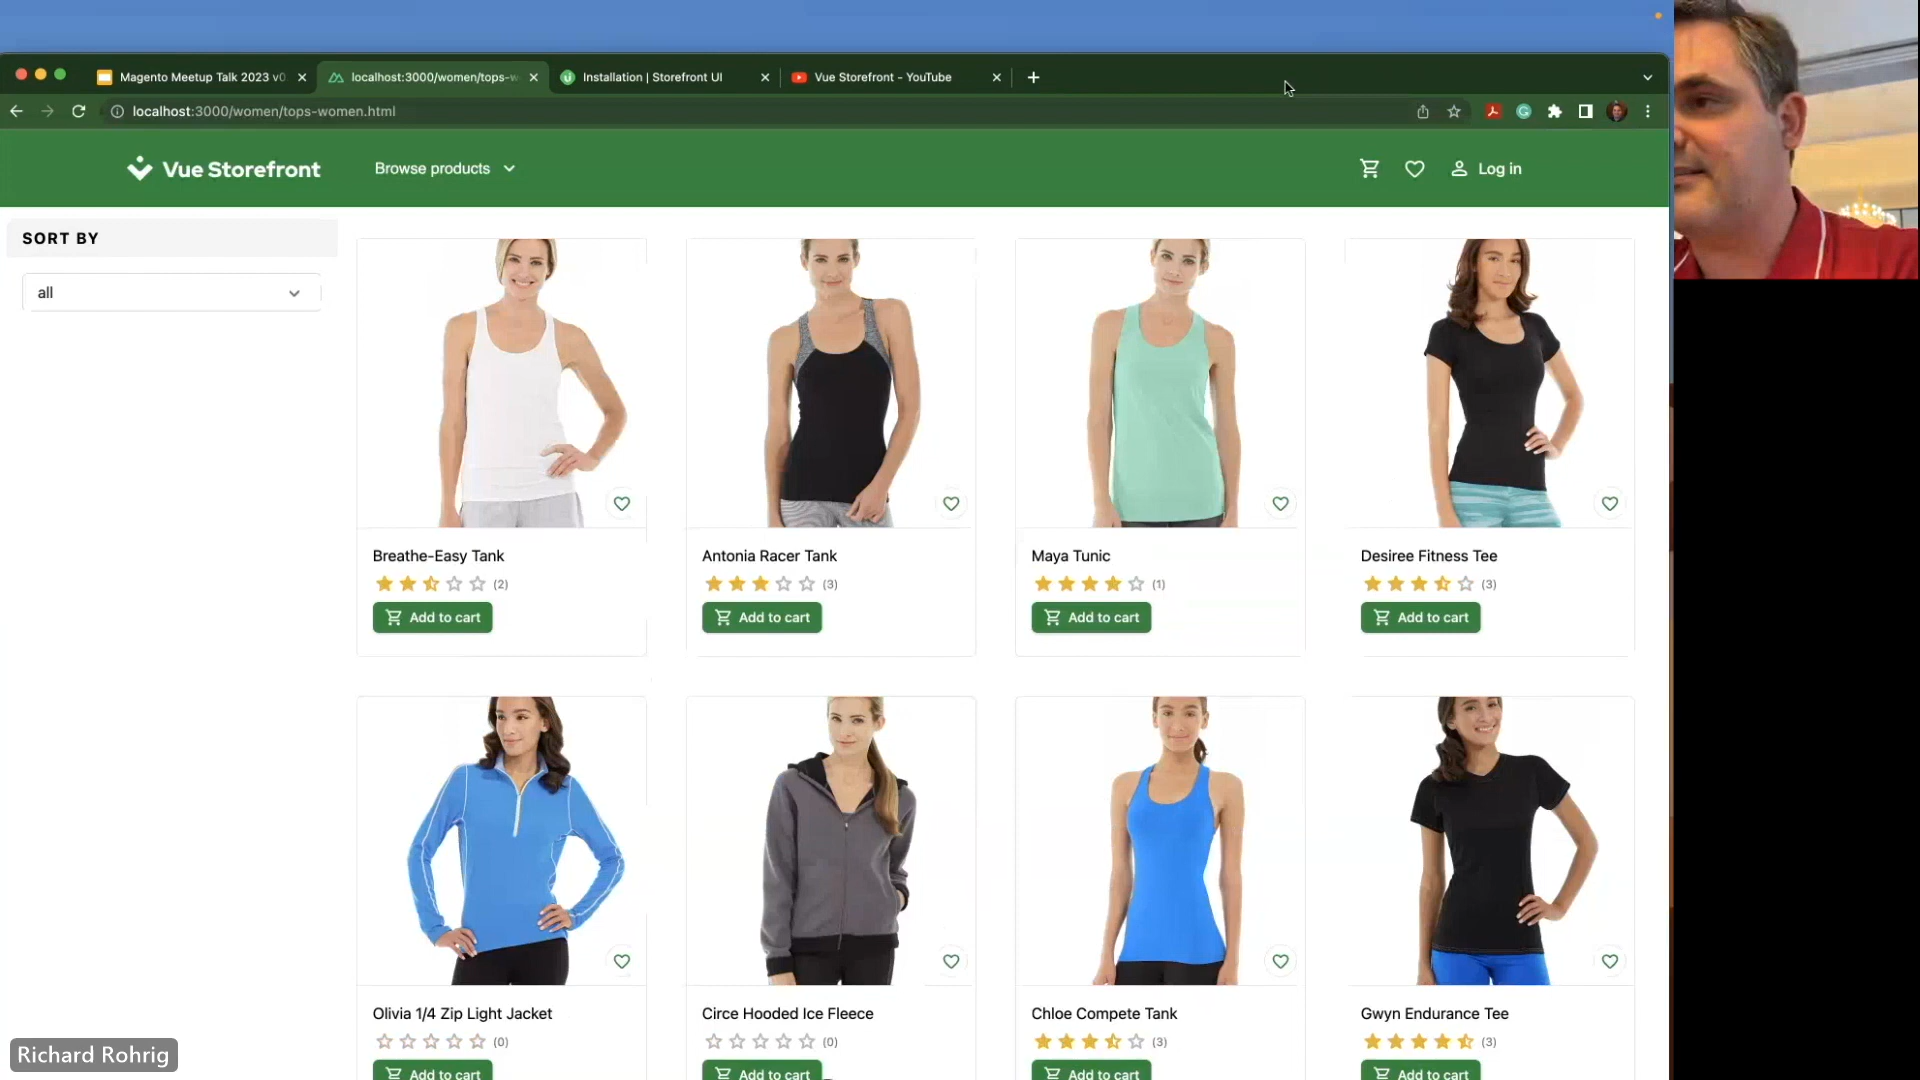 Magento Meetup Talk 2023 v0
localhost:3000/women/tops-w
Installation | Storefront UI
Vue Storefront - YouTube
localhost:3000/women/tops-women.html
Vue Storefront
Browse products
Log in
SORT BY
all
Breathe-Easy Tank
(2)
Add to cart
Antonia Racer Tank
(3)
Add to cart
Maya Tunic
(1)
Add to cart
Desiree Fitness Tee
(3)
Add to cart
Olivia 1/4 Zip Light Jacket
(0)
Add to cart
Circe Hooded Ice Fleece
(0)
Add to cart
Chloe Compete Tank
(3)
Add to cart
Gwyn Endurance Tee
(3)
Add to cart
Richard Rohrig